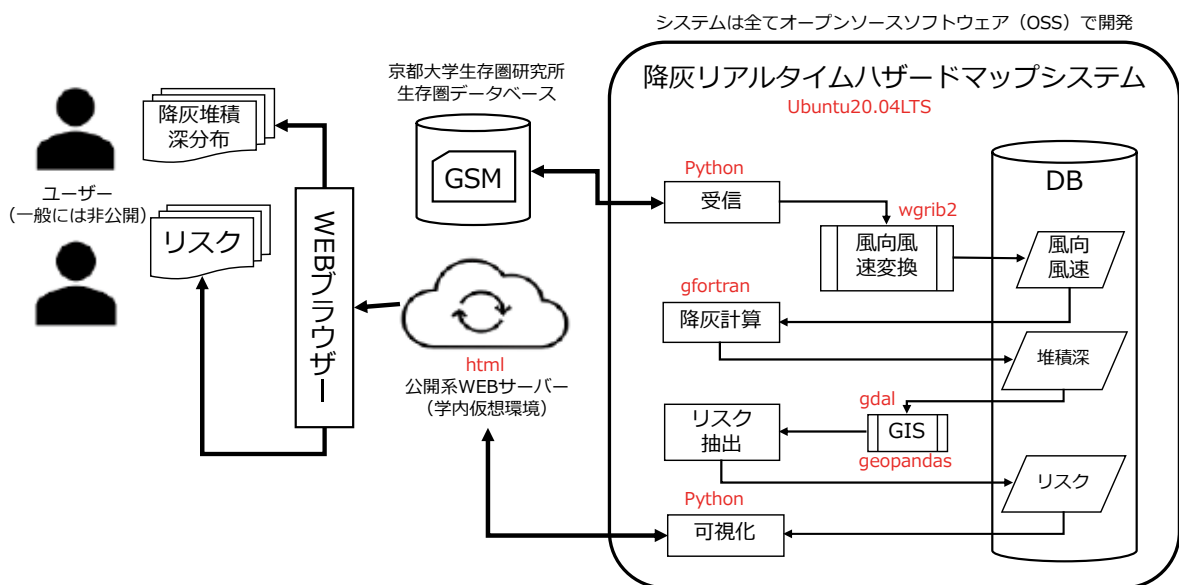 システムは全てオープンソースソフトウェア（OSS）で開発
降灰リアルタイムハザードマップシステム
Ubuntu20.04LTS
京都大学生存圏研究所
生存圏データベース
GSM
降灰堆積
深分布
ユーザー
（一般には非公開）
リスク
WEBブラウザー
html
公開系WEBサーバー
（学内仮想環境）
Python
受信
wgrib2
風向風
速変換
DB
風向
風速
gfortran
降灰計算
堆積深
gdal
GIS
geopandas
リスク
抽出
リスク
Python
可視化